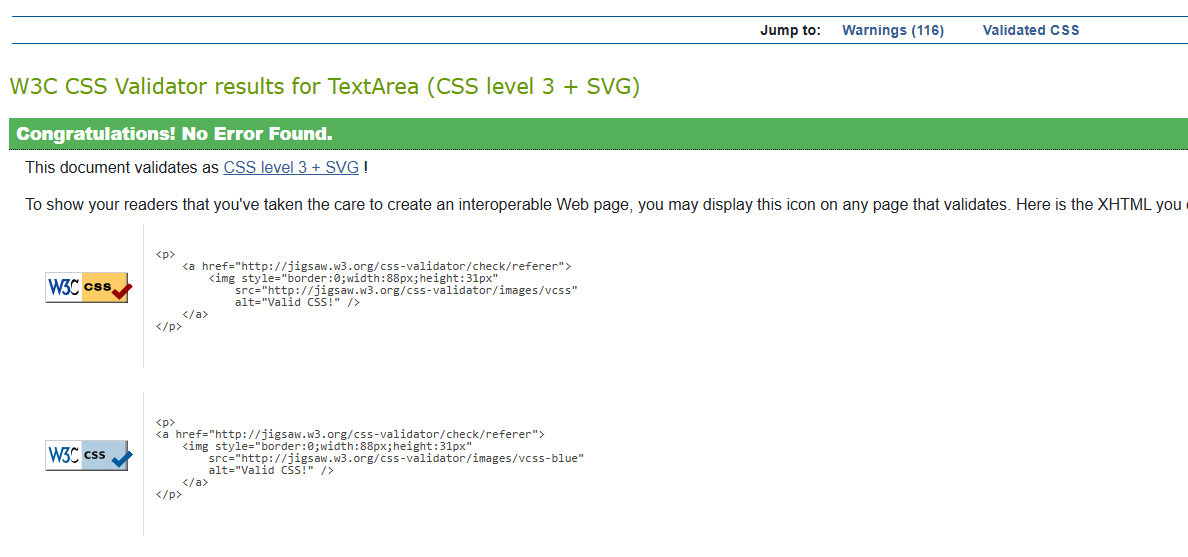 Jump to: Warnings (116) Validated CSS
W3C CSS Validator results for TextArea (CSS level 3 + SVG)
Congratulations! No Error Found.
This document validates as CSS level 3 + SVG !
To show your readers that you've taken the care to create an interoperable Web page, you may display this icon on any page that validates. Here is the XHTML you
<p>
<a href="http://jigsaw.w3.org/css-validator/check/referer">
<img style="border:0;width:88px;height:31px"
W3C css
src="http://jigsaw.w3.org/css-validator/images/vcss"
alt="Valid CSS!" />
</a>
</p>
<p>
<a href="http://jigsaw.w3.org/css-validator/check/referer">
<img style="border:0;width:88px;height:31px"
W3C css
src="http://jigsaw.w3.org/css-validator/images/vcss-blue"
alt="Valid CSS!" />
</a>
</p>